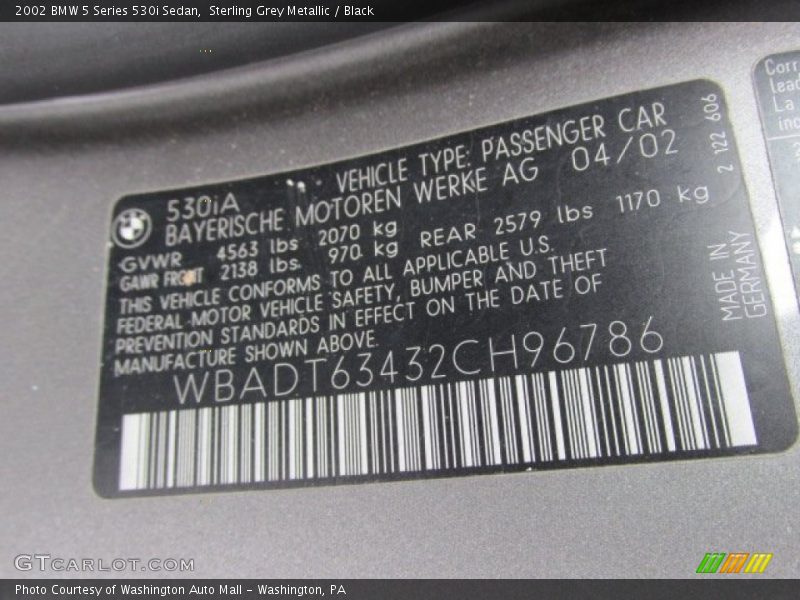 2002 BMW 5 Series 530i Sedan, Sterling Grey Metallic / Black
530iA
VEHICLE TYPE: PASSENGER CAR
BAYERISCHE MOTOREN WERKE AG 04/02
GVWR 4563 lbs 2070 kg
GAWR FRONT 2138 lbs. 970 kg REAR 2579 lbs 1170 kg
THIS VEHICLE CONFORMS TO ALL APPLICABLE U.S.
FEDERAL MOTOR VEHICLE SAFETY, BUMPER AND THEFT
PREVENTION STANDARDS IN EFFECT ON THE DATE OF
MANUFACTURE SHOWN ABOVE.
WBADT63432CH96786
2 122 606
MADE IN
GERMANY
Corr
lead
La
inc
GTCARLOT.COM
Photo Courtesy of Washington Auto Mall - Washington, PA